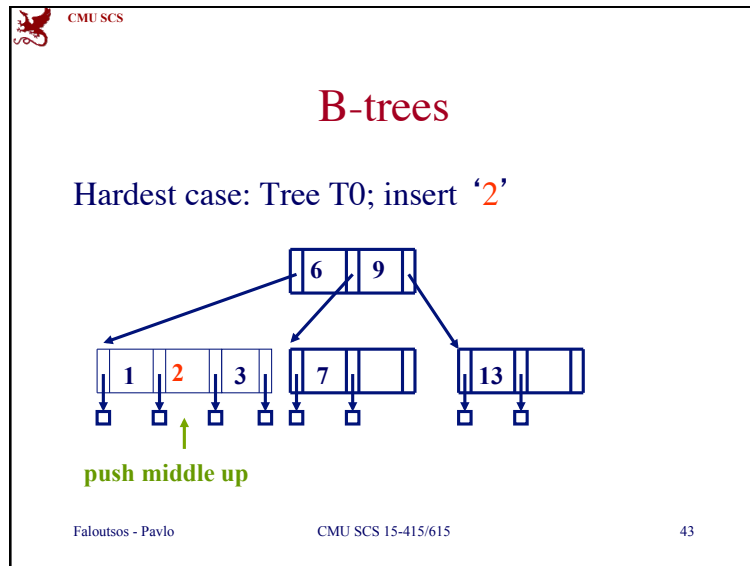 CMU SCS
B-trees
Hardest case: Tree T0; insert ‘2’
6 9
1 2 3 7 13
push middle up
Faloutsos - Pavlo CMU SCS 15-415/615 43